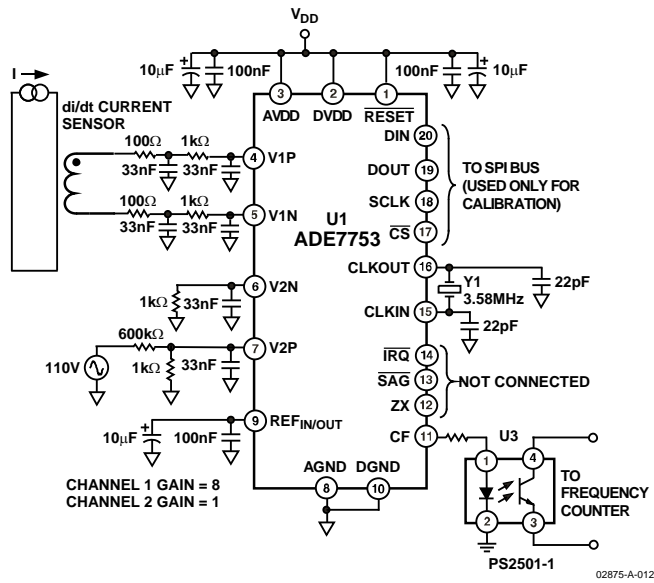 V_DD
10µF
100nF
100nF
10µF
I
di/dt CURRENT
SENSOR
3
2
1
AVDD
DVDD
RESET
100Ω
1kΩ
33nF
33nF
4
V1P
100Ω
1kΩ
33nF
33nF
5
V1N
U1
ADE7753
DIN
20
DOUT
19
SCLK
18
CS
17
TO SPI BUS
(USED ONLY FOR
CALIBRATION)
1kΩ
33nF
6
V2N
CLKOUT
16
Y1
3.58MHz
22pF
CLKIN
15
22pF
600kΩ
110V
1kΩ
33nF
7
V2P
IRQ
14
SAG
13
ZX
12
NOT CONNECTED
10µF
100nF
9
REF_IN/OUT
CF
11
U3
CHANNEL 1 GAIN = 8
CHANNEL 2 GAIN = 1
AGND
DGND
8
10
1
4
2
3
TO
FREQUENCY
COUNTER
PS2501-1
02875-A-012